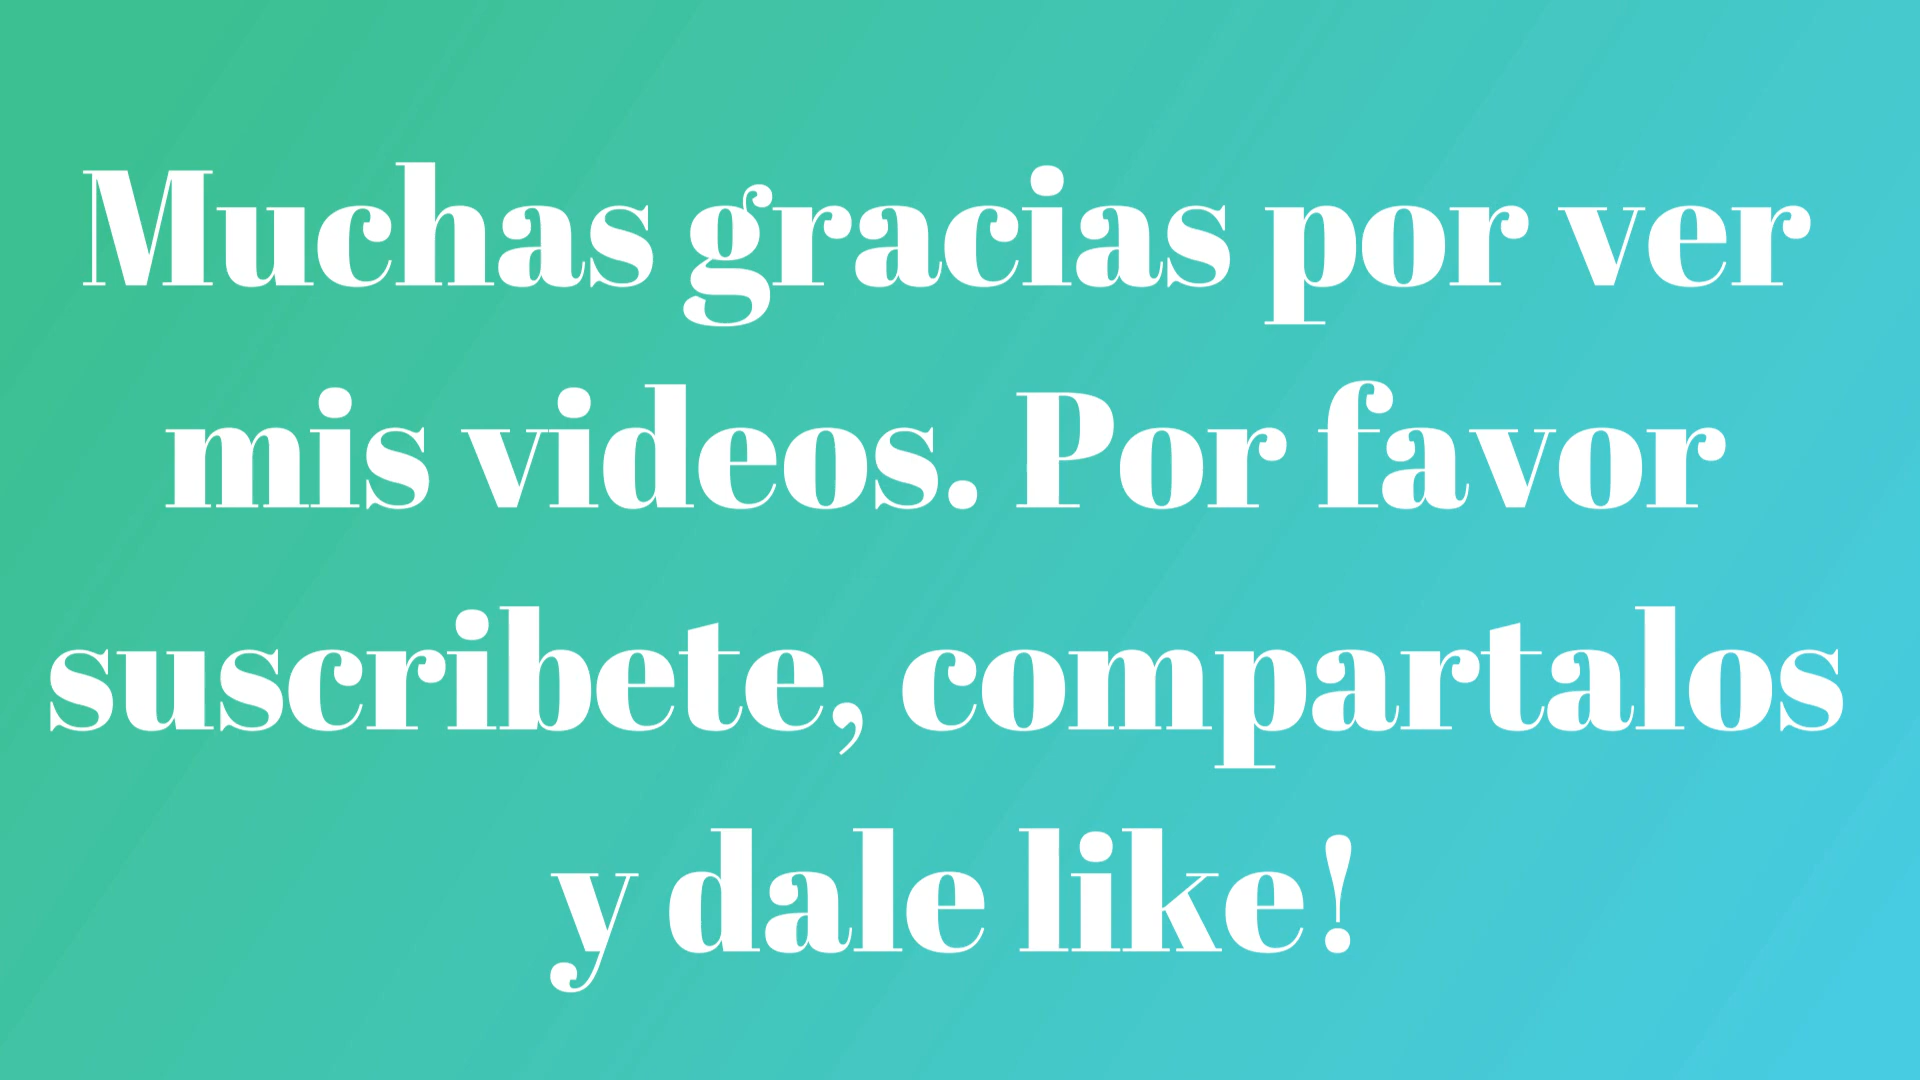 Muchas gracias por ver
mis videos. Por favor
suscribete, compartalos
y dale like!